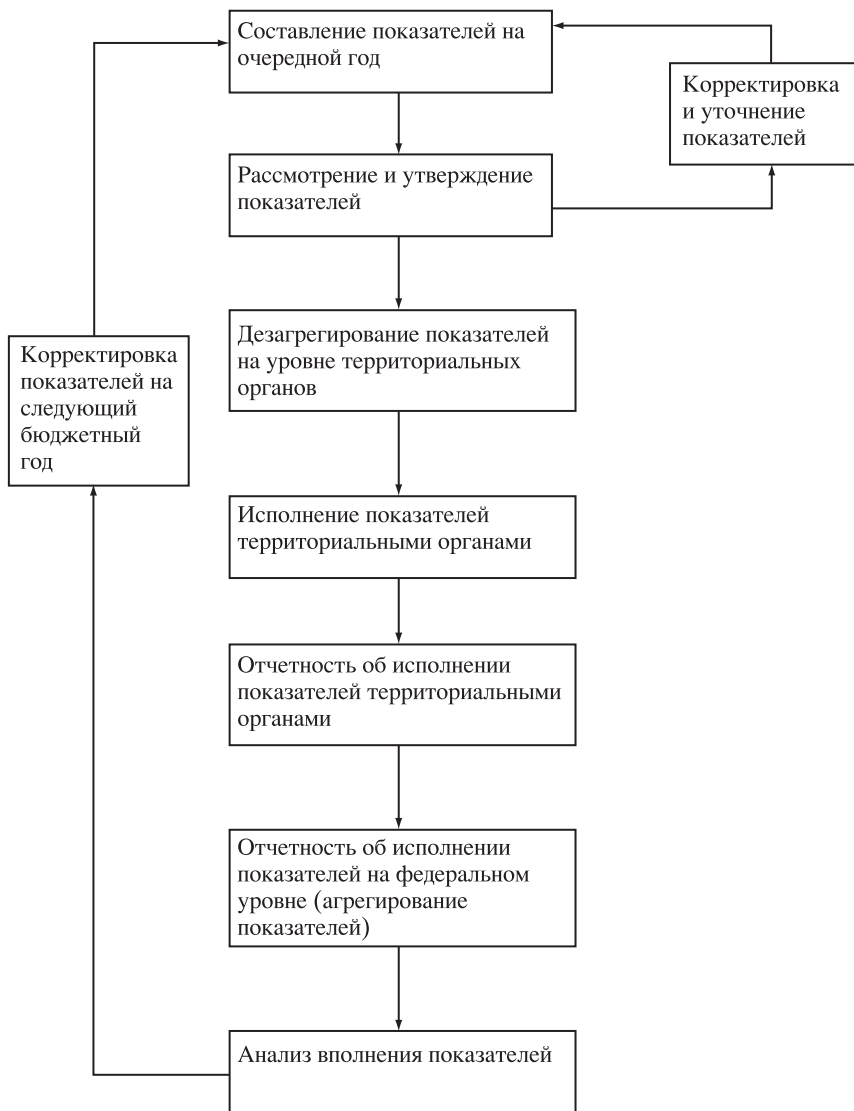 Составление показателей на
очередной год
Корректировка
и уточнение
показателей
Рассмотрение и утверждение
показателей
Дезагрегирование показателей
на уровне территориальных
органов
Корректировка
показателей на
следующий
бюджетный
год
Исполнение показателей
территориальными органами
Отчетность об исполнении
показателей территориальными
органами
Отчетность об исполнении
показателей на федеральном
уровне (агрегирование
показателей)
Анализ вполнения показателей